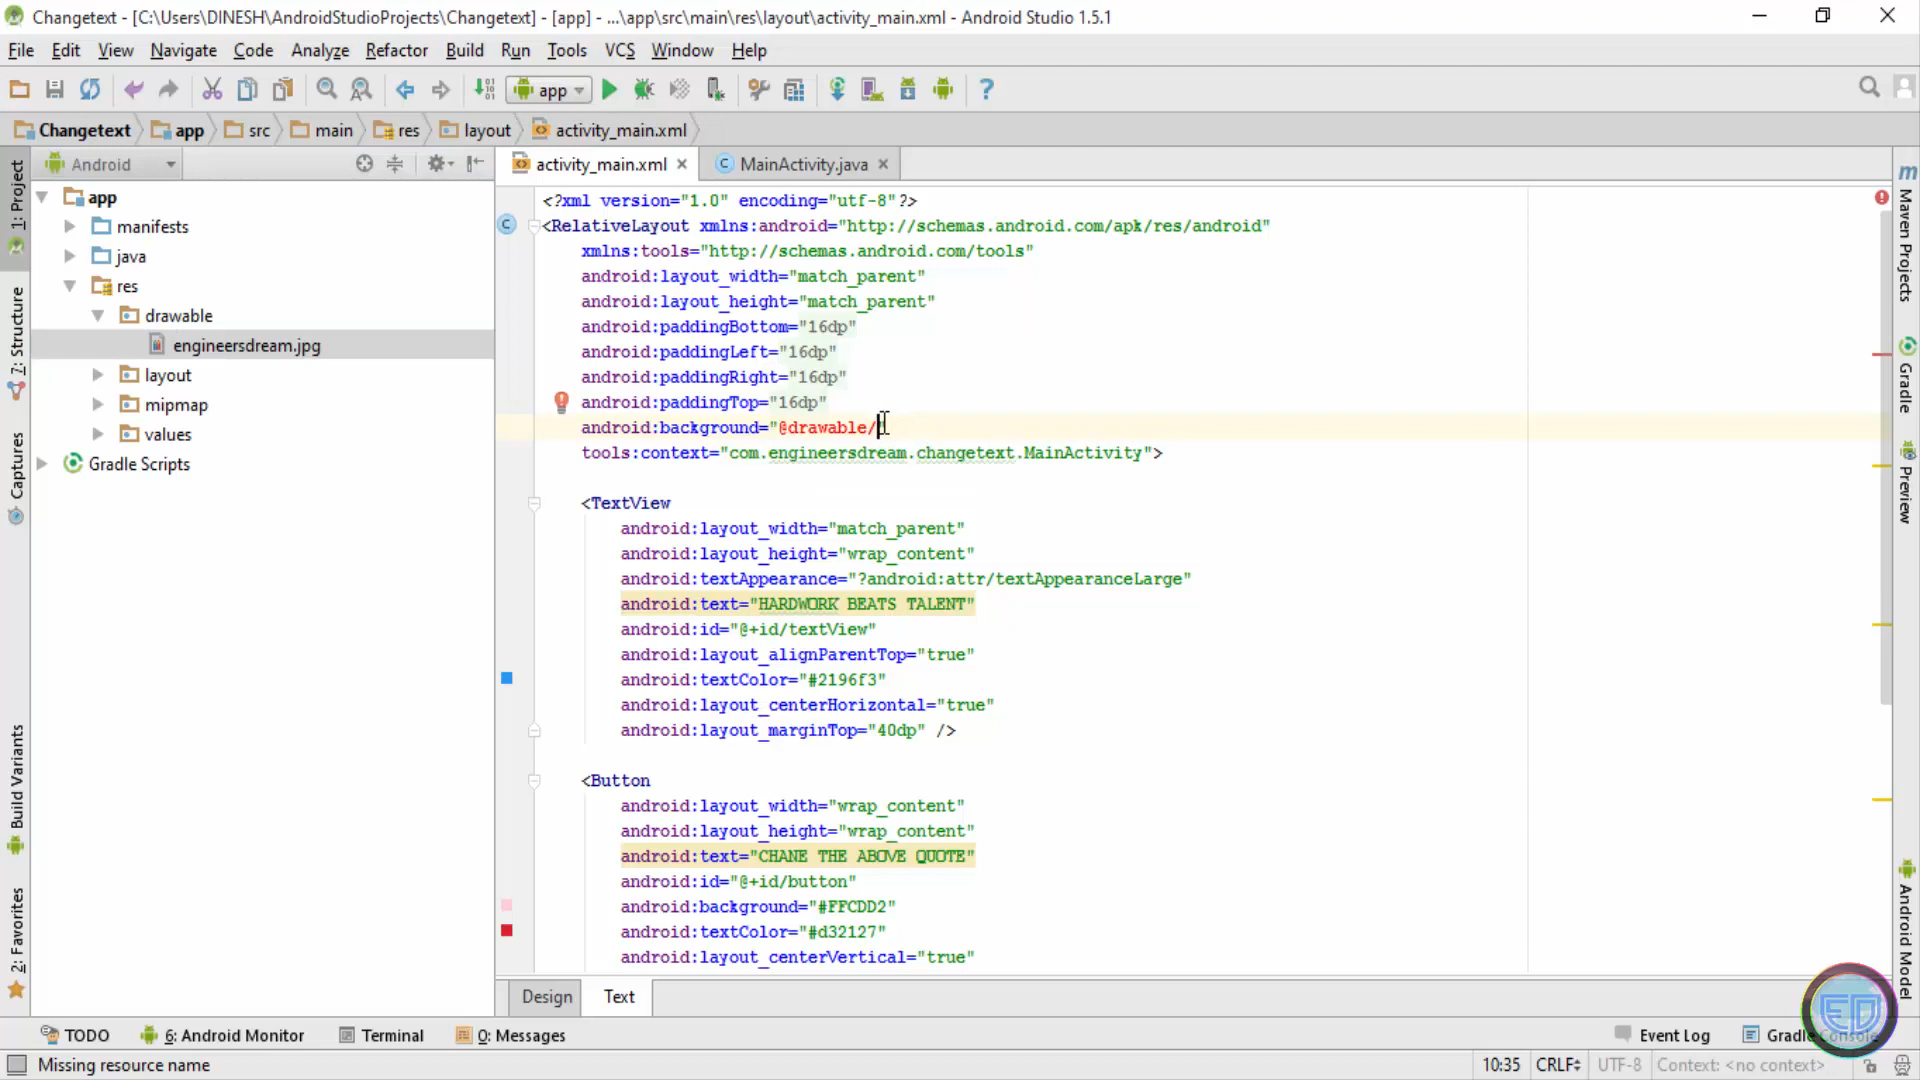 Changetext - [C:\Users\DINESH\AndroidStudioProjects\Changetext] - [app] - ...\app\src\main\res\layout\activity_main.xml - Android Studio 1.5.1
File Edit View Navigate Code Analyze Refactor Build Run Tools VCS Window Help
app
Changetext app src main res layout activity_main.xml
Android
activity_main.xml MainActivity.java
app
manifests
java
res
drawable
engineersdream.jpg
layout
mipmap
values
Gradle Scripts
1: Project
7: Structure
Captures
Build Variants
2: Favorites
<?xml version="1.0" encoding="utf-8"?>
<RelativeLayout xmlns:android="http://schemas.android.com/apk/res/android"
xmlns:tools="http://schemas.android.com/tools"
android:layout_width="match_parent"
android:layout_height="match_parent"
android:paddingBottom="16dp"
android:paddingLeft="16dp"
android:paddingRight="16dp"
android:paddingTop="16dp"
android:background="@drawable/"
tools:context="com.engineersdream.changetext.MainActivity">
<TextView
android:layout_width="match_parent"
android:layout_height="wrap_content"
android:textAppearance="?android:attr/textAppearanceLarge"
android:text="HARDWORK BEATS TALENT"
android:id="@+id/textView"
android:layout_alignParentTop="true"
android:textColor="#2196f3"
android:layout_centerHorizontal="true"
android:layout_marginTop="40dp" />
<Button
android:layout_width="wrap_content"
android:layout_height="wrap_content"
android:text="CHANE THE ABOVE QUOTE"
android:id="@+id/button"
android:background="#FFCDD2"
android:textColor="#d32127"
android:layout_centerVertical="true"
Maven Projects
Gradle
Preview
Android Model
Design Text
TODO 6: Android Monitor Terminal 0: Messages Event Log Gradle Console
Missing resource name 10:35 CRLF UTF-8 Context: <no context>
ED